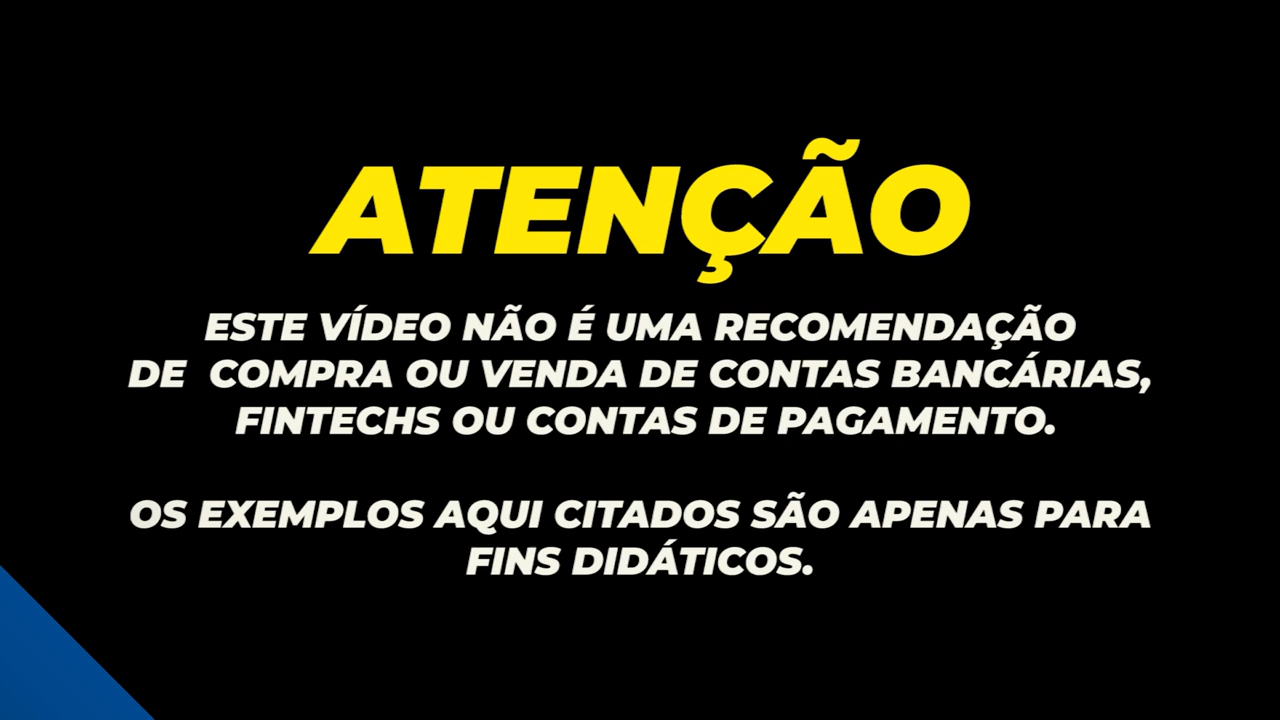 ATENÇÃO
ESTE VÍDEO NÃO É UMA RECOMENDAÇÃO
DE COMPRA OU VENDA DE CONTAS BANCÁRIAS,
FINTECHS OU CONTAS DE PAGAMENTO.
OS EXEMPLOS AQUI CITADOS SÃO APENAS PARA
FINS DIDÁTICOS.